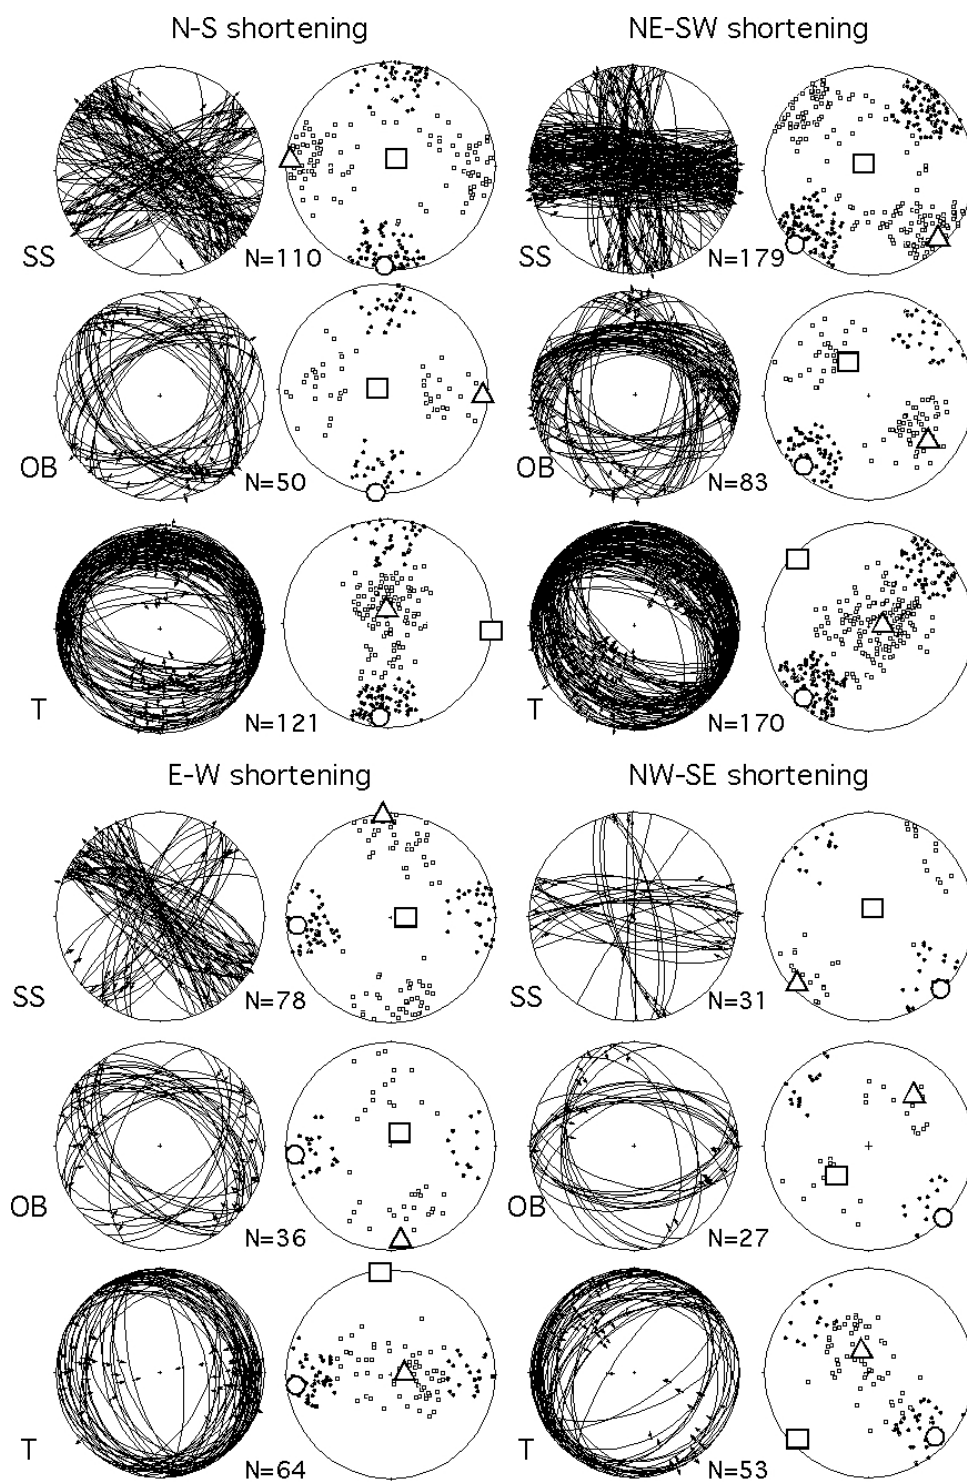 N-S shortening
NE-SW shortening
SS
N=110
SS
N=179
OB
N=50
OB
N=83
T
N=121
T
N=170
E-W shortening
NW-SE shortening
SS
N=78
SS
N=31
OB
N=36
OB
N=27
T
N=64
T
N=53